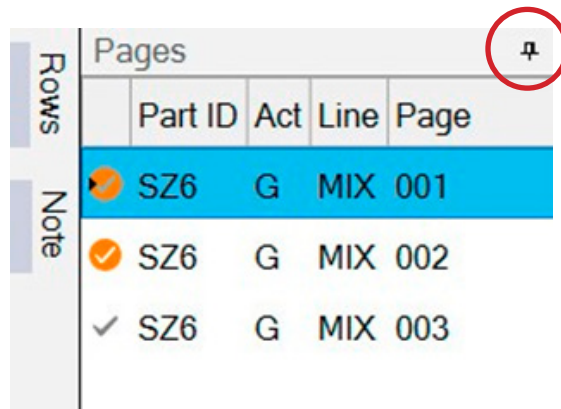 Pages
Rows
Note
Part ID Act Line Page
SZ6 G MIX 001
SZ6 G MIX 002
SZ6 G MIX 003